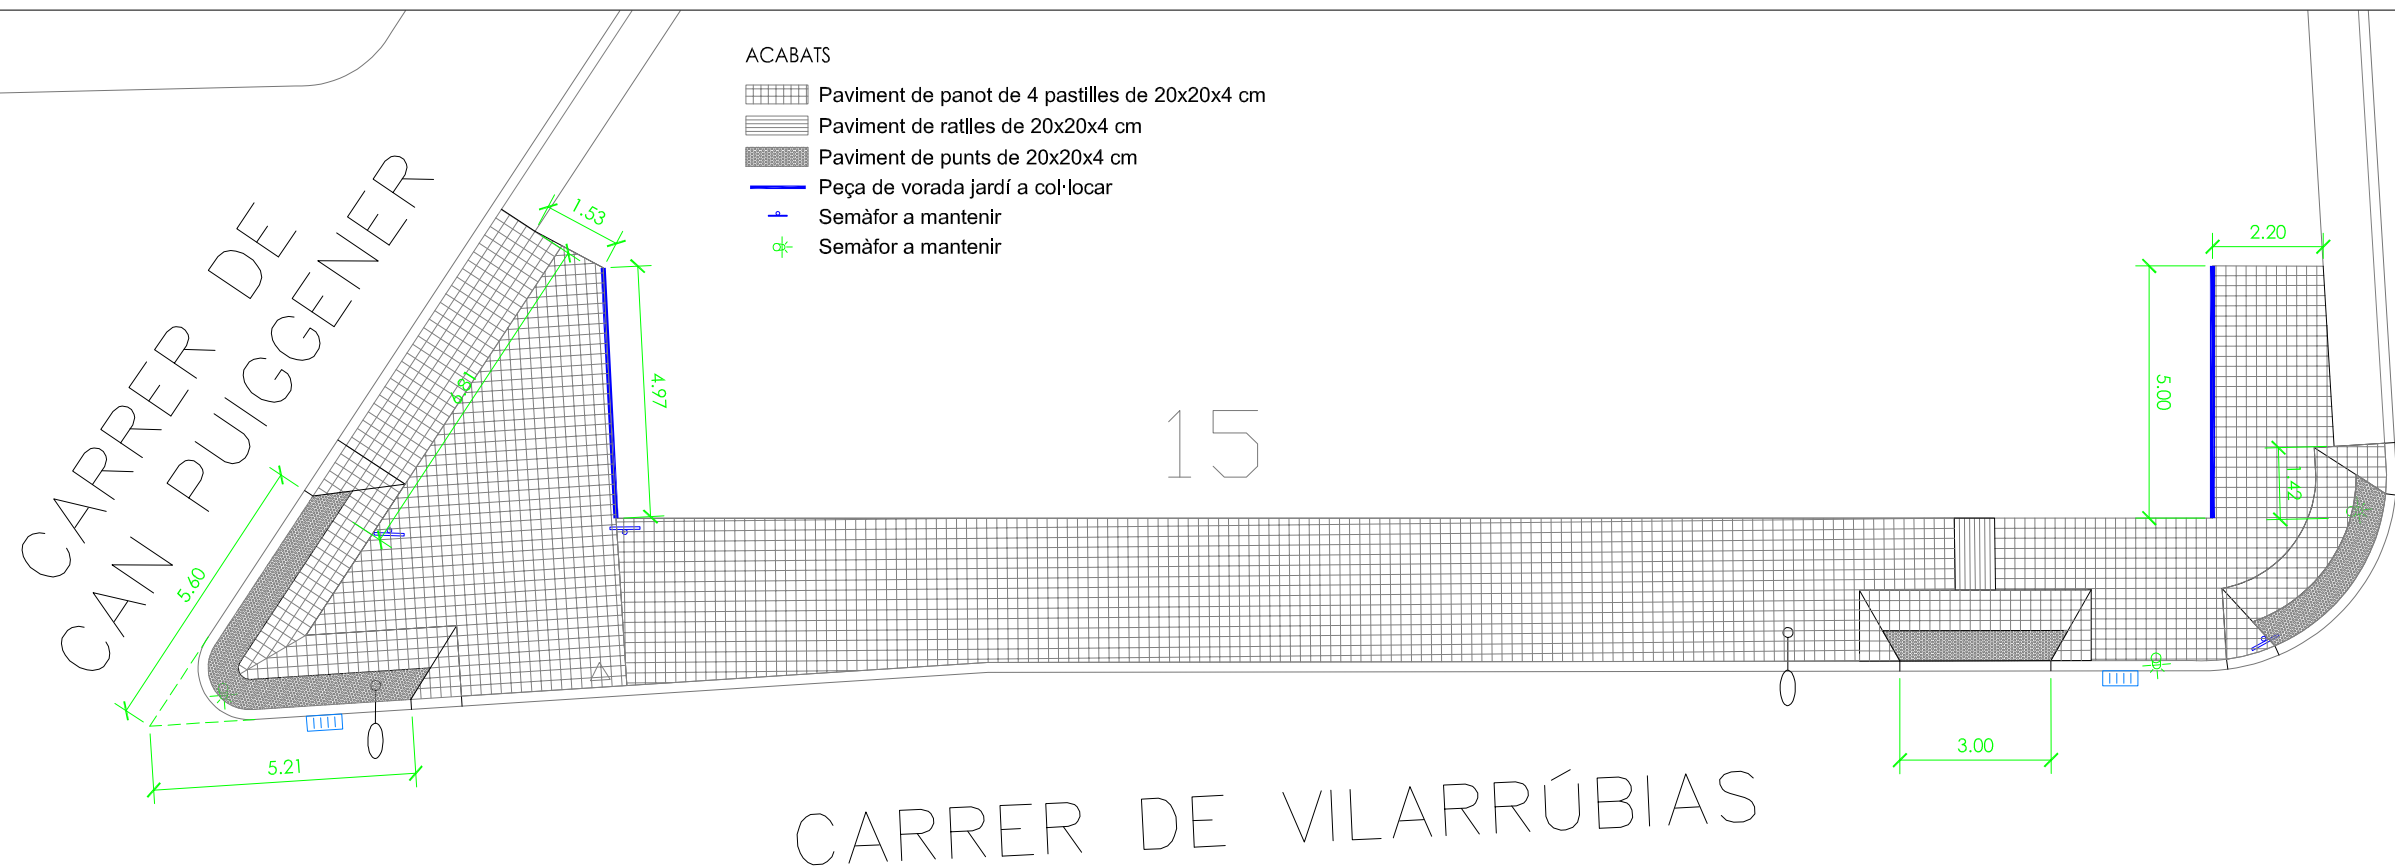 ACABATS
Paviment de panot de 4 pastilles de 20x20x4 cm
Paviment de ratlles de 20x20x4 cm
Paviment de punts de 20x20x4 cm
Peça de vorada jardí a col·locar
Semàfor a mantenir
Semàfor a mantenir
CARRER DE
CAN PUIGGENER
1.53
6.81
4.97
5.60
5.21
15
2.20
5.00
1.42
3.00
CARRER DE VILARRÚBIAS